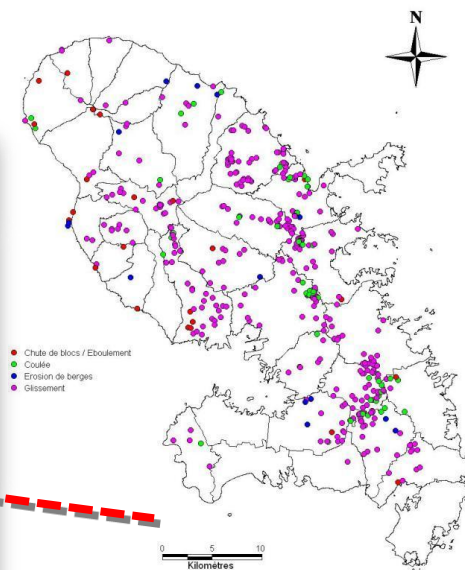 N
Chute de blocs / Eboulement
Coulée
Erosion de berges
Glissement
0 5 10
Kilomètres